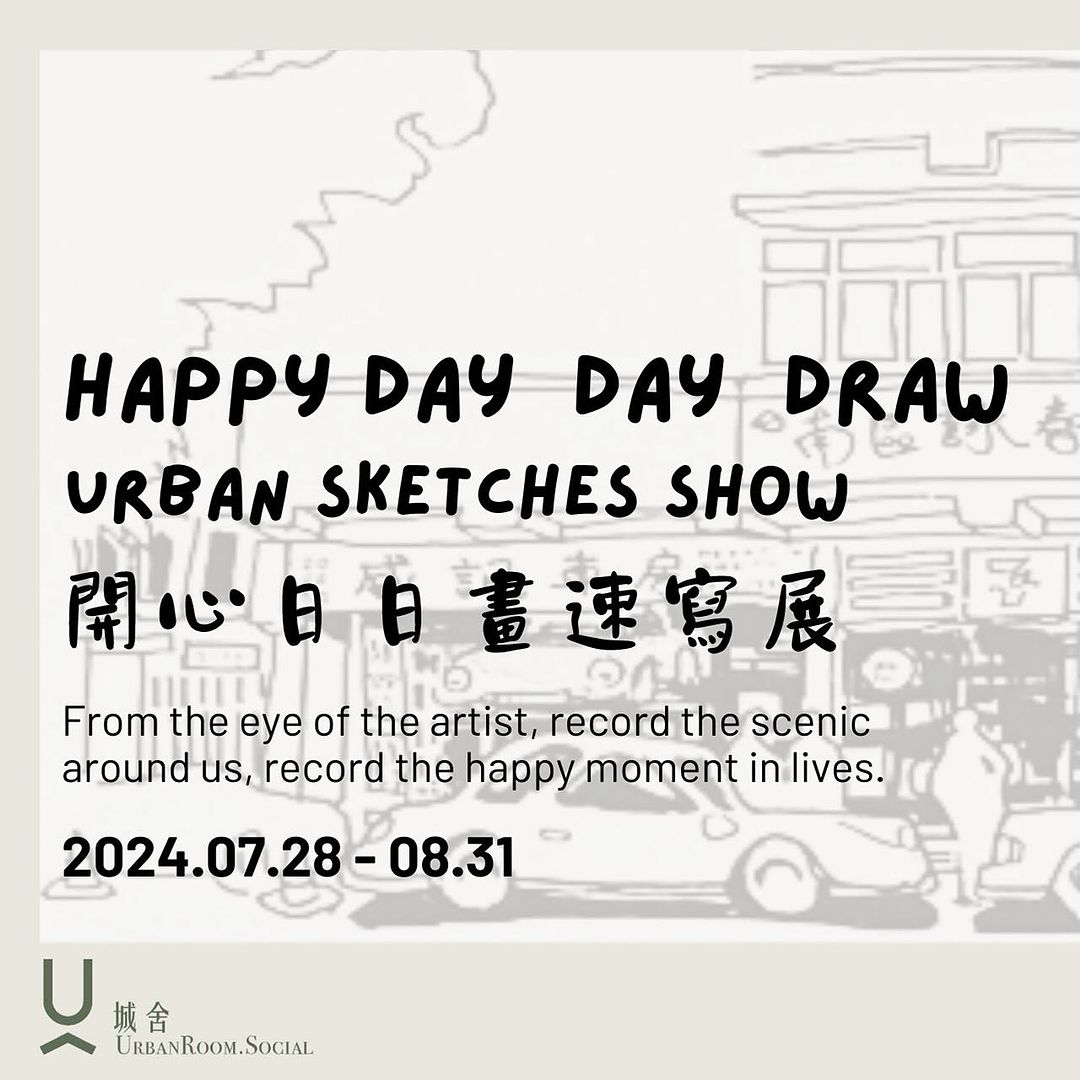 HAPPY DAY DAY DRAW
URBAN SKETCHES SHOW
開心日日畫速寫展
From the eye of the artist, record the scenic
around us, record the happy moment in lives.
2024.07.28 - 08.31
城舍
URBANROOM.SOCIAL